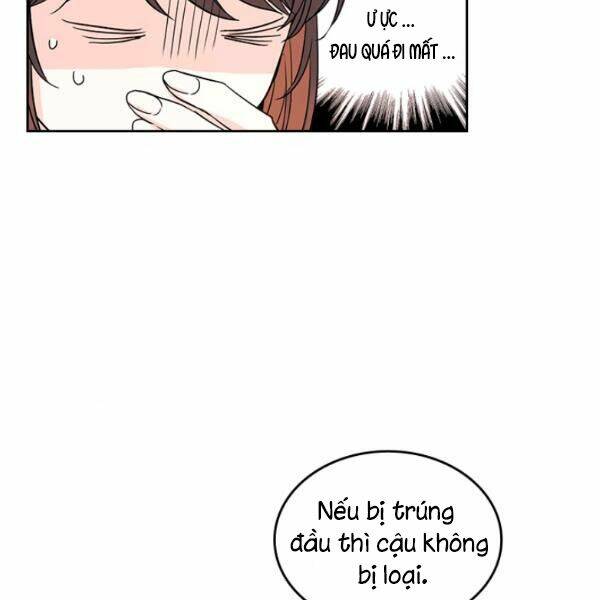 Ư ỰC ...
ĐAU QUÁ ĐI MẤT ...
Nếu bị trúng
đầu thì cậu không
bị loại.